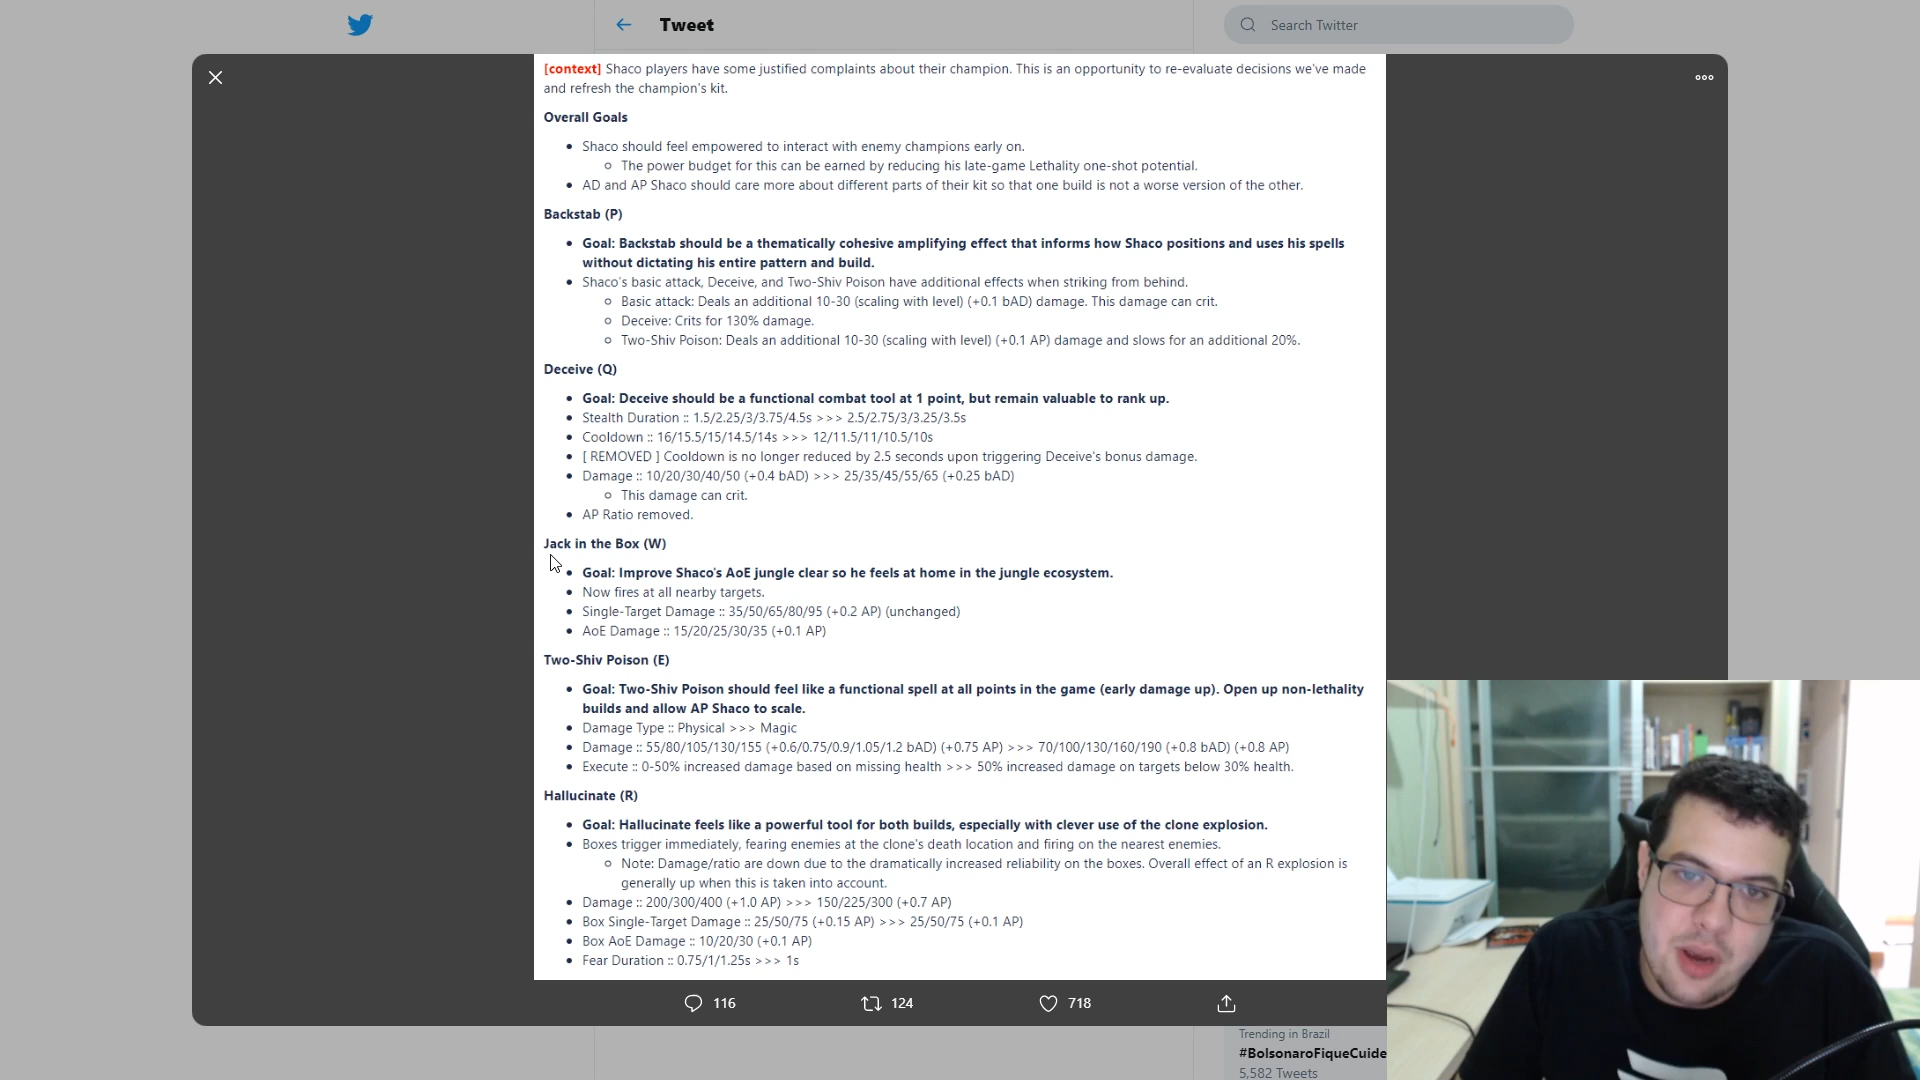 Tweet
Search Twitter
[context] Shaco players have some justified complaints about their champion. This is an opportunity to re-evaluate decisions we've made
and refresh the champion's kit.
Overall Goals
Shaco should feel empowered to interact with enemy champions early on.
The power budget for this can be earned by reducing his late-game Lethality one-shot potential.
AD and AP Shaco should care more about different parts of their kit so that one build is not a worse version of the other.
Backstab (P)
Goal: Backstab should be a thematically cohesive amplifying effect that informs how Shaco positions and uses his spells
without dictating his entire pattern and build.
Shaco's basic attack, Deceive, and Two-Shiv Poison have additional effects when striking from behind.
Basic attack: Deals an additional 10-30 (scaling with level) (+0.1 bAD) damage. This damage can crit.
Deceive: Crits for 130% damage.
Two-Shiv Poison: Deals an additional 10-30 (scaling with level) (+0.1 AP) damage and slows for an additional 20%.
Deceive (Q)
Goal: Deceive should be a functional combat tool at 1 point, but remain valuable to rank up.
Stealth Duration :: 1.5/2.25/3/3.75/4.5s >>> 2.5/2.75/3/3.25/3.5s
Cooldown :: 16/15.5/15/14.5/14s >>> 12/11.5/11/10.5/10s
[ REMOVED ] Cooldown is no longer reduced by 2.5 seconds upon triggering Deceive's bonus damage.
Damage :: 10/20/30/40/50 (+0.4 bAD) >>> 25/35/45/55/65 (+0.25 bAD)
This damage can crit.
AP Ratio removed.
Jack in the Box (W)
Goal: Improve Shaco's AoE jungle clear so he feels at home in the jungle ecosystem.
Now fires at all nearby targets.
Single-Target Damage :: 35/50/65/80/95 (+0.2 AP) (unchanged)
AoE Damage :: 15/20/25/30/35 (+0.1 AP)
Two-Shiv Poison (E)
Goal: Two-Shiv Poison should feel like a functional spell at all points in the game (early damage up). Open up non-lethality
builds and allow AP Shaco to scale.
Damage Type :: Physical >>> Magic
Damage :: 55/80/105/130/155 (+0.6/0.75/0.9/1.05/1.2 bAD) (+0.75 AP) >>> 70/100/130/160/190 (+0.8 bAD) (+0.8 AP)
Execute :: 0-50% increased damage based on missing health >>> 50% increased damage on targets below 30% health.
Hallucinate (R)
Goal: Hallucinate feels like a powerful tool for both builds, especially with clever use of the clone explosion.
Boxes trigger immediately, fearing enemies at the clone's death location and firing on the nearest enemies.
Note: Damage/ratio are down due to the dramatically increased reliability on the boxes. Overall effect of an R explosion is
generally up when this is taken into account.
Damage :: 200/300/400 (+1.0 AP) >>> 150/225/300 (+0.7 AP)
Box Single-Target Damage :: 25/50/75 (+0.15 AP) >>> 25/50/75 (+0.1 AP)
Box AoE Damage :: 10/20/30 (+0.1 AP)
Fear Duration :: 0.75/1/1.25s >>> 1s
116 124 718
Trending in Brazil
#BolsonaroFiqueCuide
5,582 Tweets